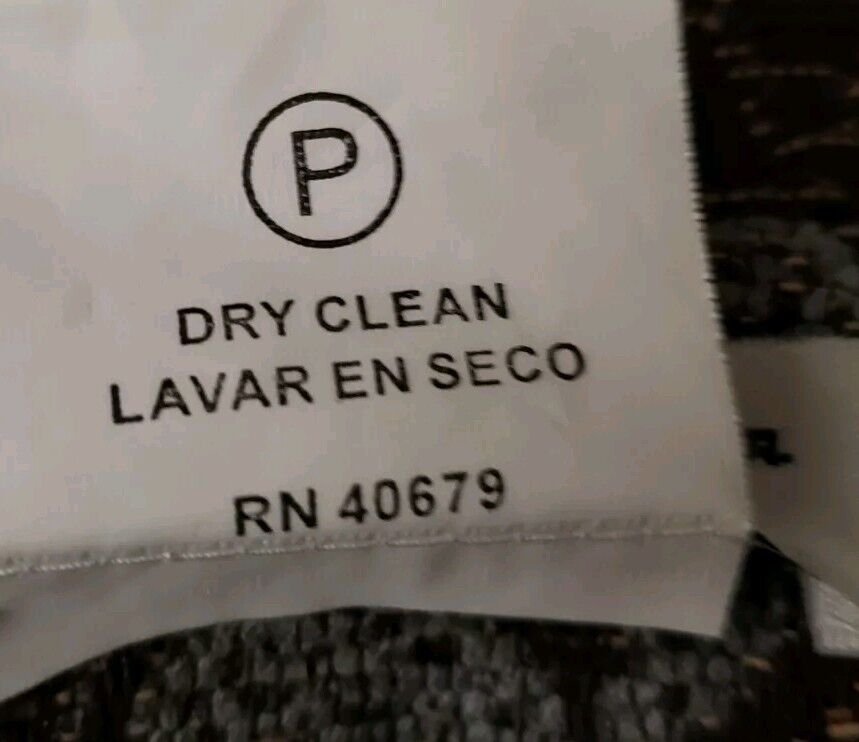 P
DRY CLEAN
LAVAR EN SECO
RN 40679
R.